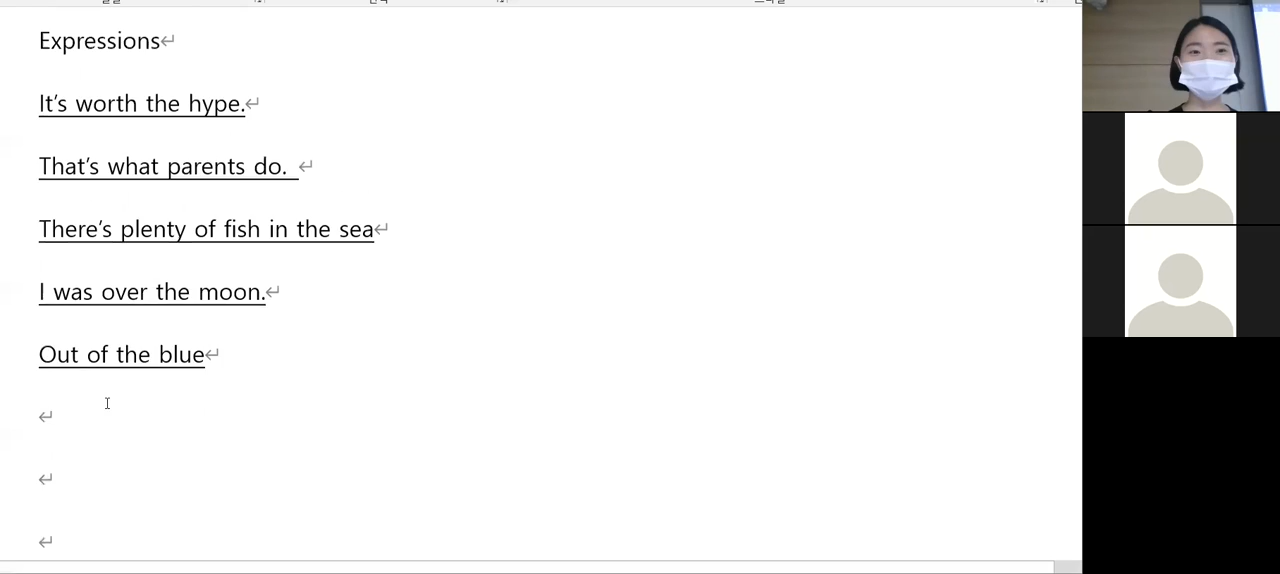 Expressions
It's worth the hype.
That's what parents do.
There's plenty of fish in the sea
I was over the moon.
Out of the blue